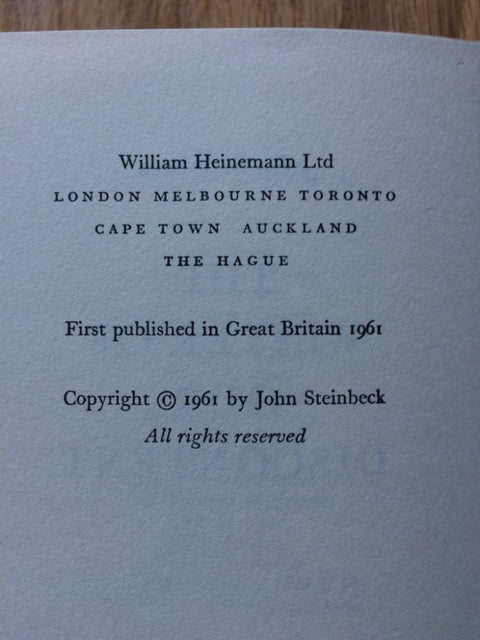 William Heinemann Ltd
LONDON MELBOURNE TORONTO
CAPE TOWN AUCKLAND
THE HAGUE
First published in Great Britain 1961
Copyright © 1961 by John Steinbeck
All rights reserved